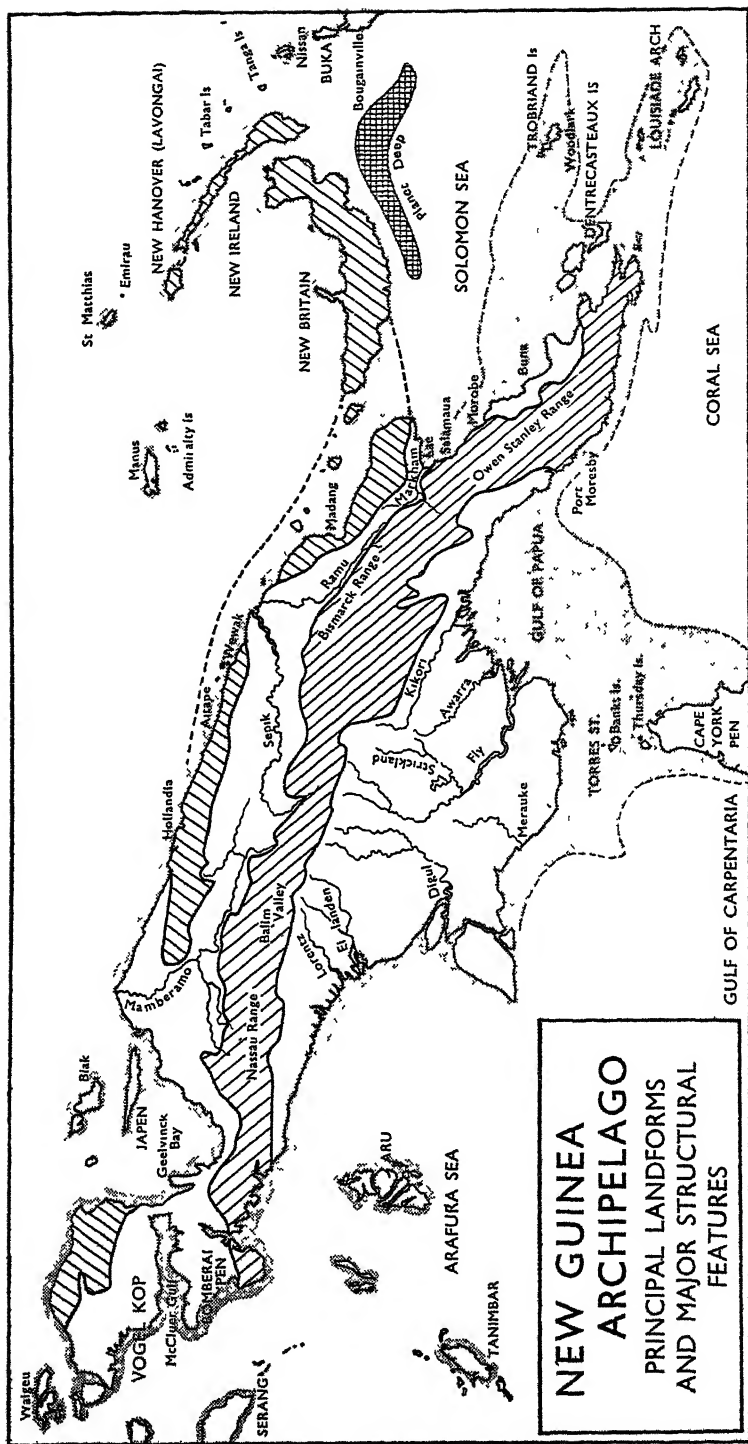 NEW GUINEA
ARCHIPELAGO
PRINCIPAL LANDFORMS
AND MAJOR STRUCTURAL
FEATURES
Waigeu
VOGEL KOP
McCluer Gulf
BOMBERAI
PEN
SERANG
Geelvinck
Bay
JAPEN
Biak
TANIMBAR
ARAFURA SEA
ARU
Mamberamo
Nassau Range
Balim
Valley
Lorentz
Eilanden
Digul
Merauke
Hollandia
Aitape
Wewak
Sepik
Ramu
Bismarck Range
Madang
Markham
Lae
Salamaua
Morobe
Buna
Owen Stanley Range
Strickland
Fly
Awarra
Kikori
GULF OF PAPUA
Port
Moresby
TORRES ST.
Banks Is.
Thursday Is.
CAPE
YORK
PEN
GULF OF CARPENTARIA
CORAL SEA
Manus
Admiralty Is
St Matthias
Emirau
NEW HANOVER (LAVONGAI)
NEW IRELAND
NEW BRITAIN
Tabar Is
Tanga Is
Nissan
BUKA
Bougainville
Planet Deep
SOLOMON SEA
TROBRIAND Is
Woodlark
DENTRECASTEAUX IS
LOUISIADE ARCH